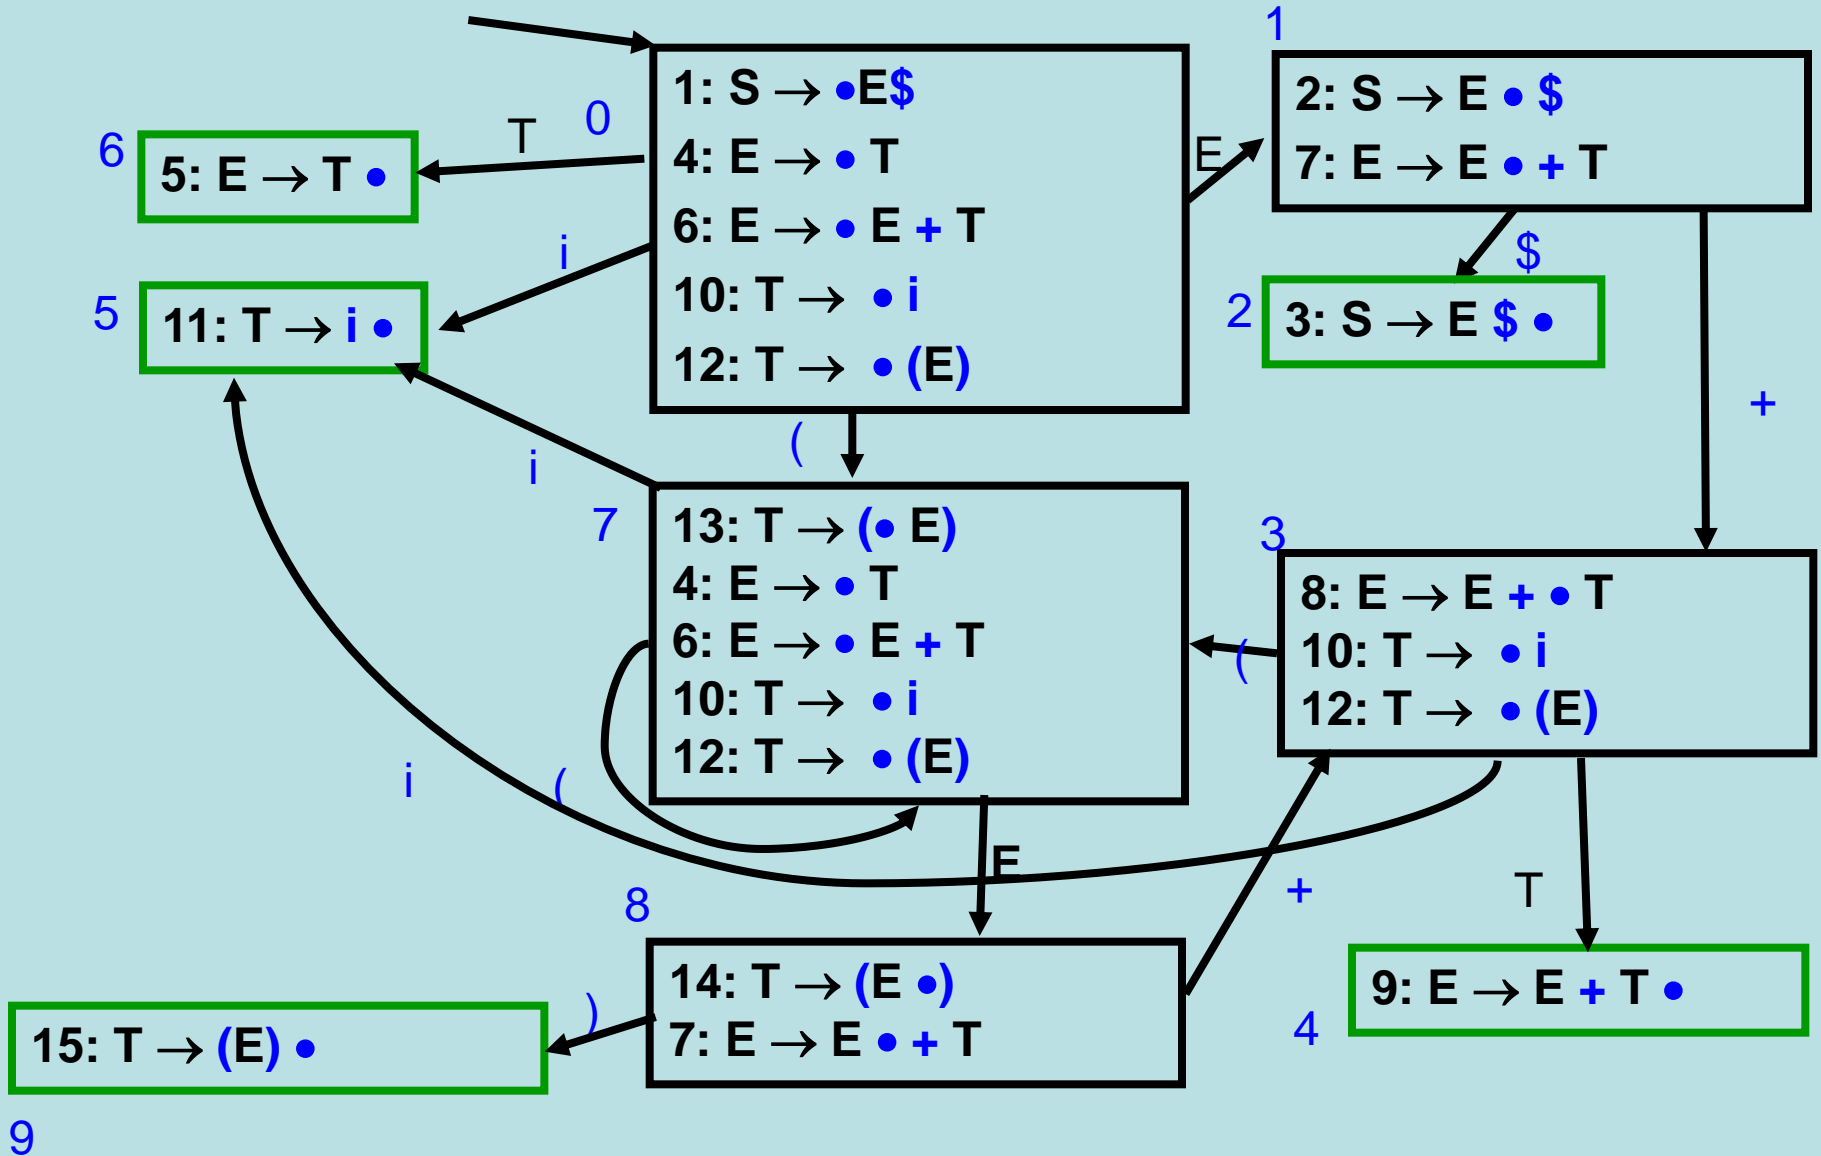 0
1: S → •E$
4: E → • T
6: E → • E + T
10: T → • i
12: T → • (E)
E
1
2: S → E • $
7: E → E • + T
T
6
5: E → T •
i
5
11: T → i •
$
2
3: S → E $ •
+
(
i
7
13: T → (• E)
4: E → • T
6: E → • E + T
10: T → • i
12: T → • (E)
3
8: E → E + • T
10: T → • i
12: T → • (E)
(
i
(
E
+
T
8
14: T → (E •)
7: E → E • + T
4
9: E → E + T •
)
15: T → (E) •
9